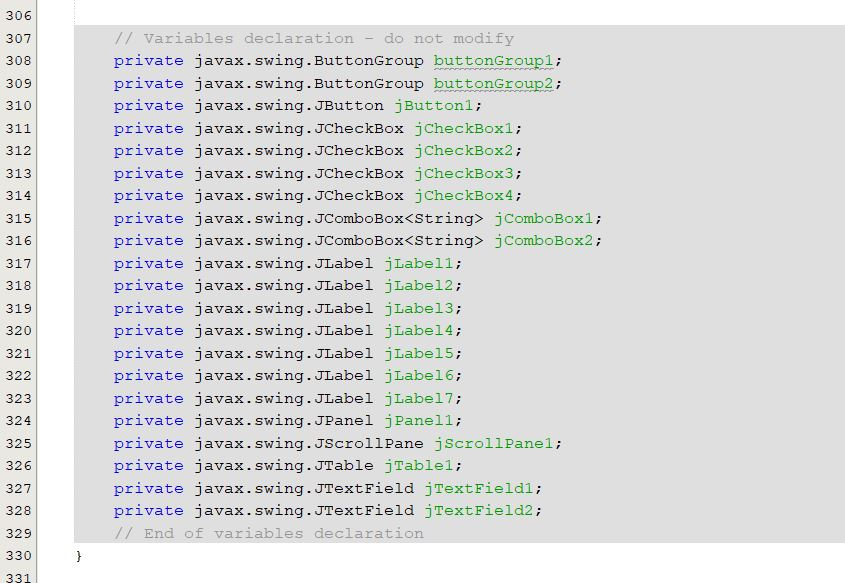 306
307 // Variables declaration - do not modify
308 private javax.swing.ButtonGroup buttonGroup1;
309 private javax.swing.ButtonGroup buttonGroup2;
310 private javax.swing.JButton jButton1;
311 private javax.swing.JCheckBox jCheckBox1;
312 private javax.swing.JCheckBox jCheckBox2;
313 private javax.swing.JCheckBox jCheckBox3;
314 private javax.swing.JCheckBox jCheckBox4;
315 private javax.swing.JComboBox<String> jComboBox1;
316 private javax.swing.JComboBox<String> jComboBox2;
317 private javax.swing.JLabel jLabel1;
318 private javax.swing.JLabel jLabel2;
319 private javax.swing.JLabel jLabel3;
320 private javax.swing.JLabel jLabel4;
321 private javax.swing.JLabel jLabel5;
322 private javax.swing.JLabel jLabel6;
323 private javax.swing.JLabel jLabel7;
324 private javax.swing.JPanel jPanel1;
325 private javax.swing.JScrollPane jScrollPane1;
326 private javax.swing.JTable jTable1;
327 private javax.swing.JTextField jTextField1;
328 private javax.swing.JTextField jTextField2;
329 // End of variables declaration
330 }
331